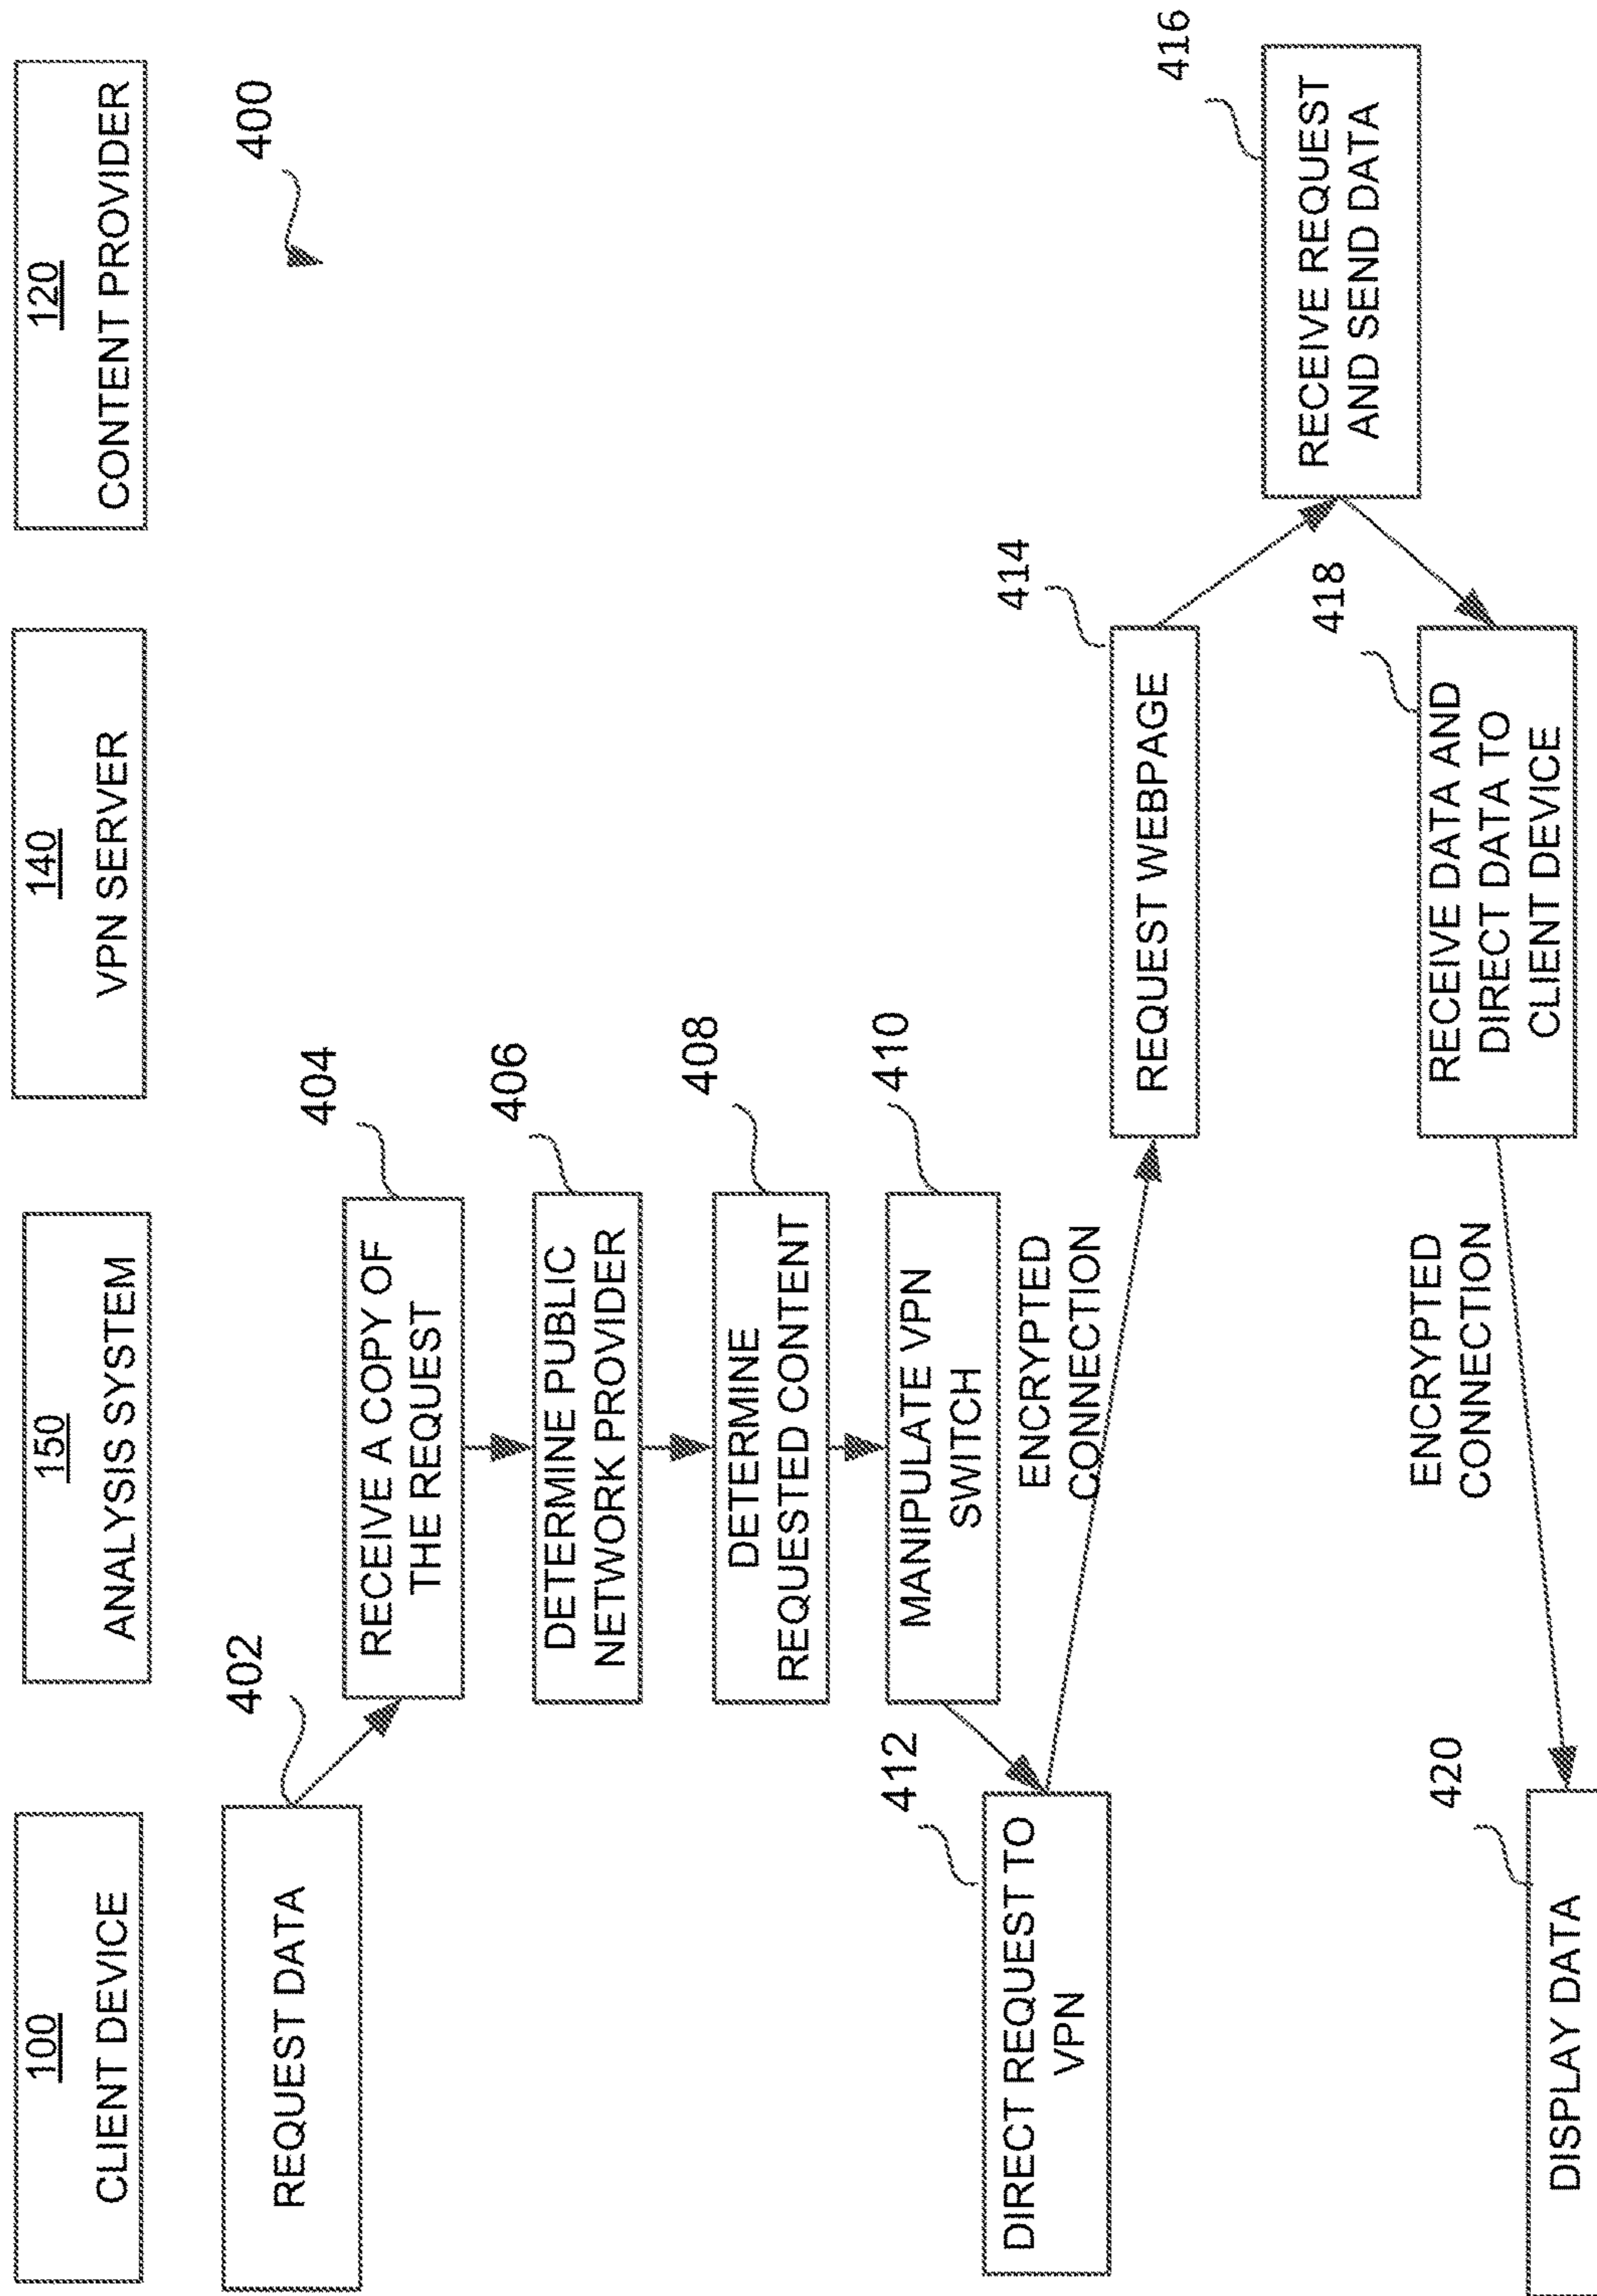 100
CLIENT DEVICE
150
ANALYSIS SYSTEM
140
VPN SERVER
120
CONTENT PROVIDER
400
402
REQUEST DATA
404
RECEIVE A COPY OF
THE REQUEST
406
DETERMINE PUBLIC
NETWORK PROVIDER
408
DETERMINE
REQUESTED CONTENT
410
MANIPULATE VPN
SWITCH
412
DIRECT REQUEST TO
VPN
ENCRYPTED
CONNECTION
414
REQUEST WEBPAGE
416
RECEIVE REQUEST
AND SEND DATA
418
RECEIVE DATA AND
DIRECT DATA TO
CLIENT DEVICE
ENCRYPTED
CONNECTION
420
DISPLAY DATA